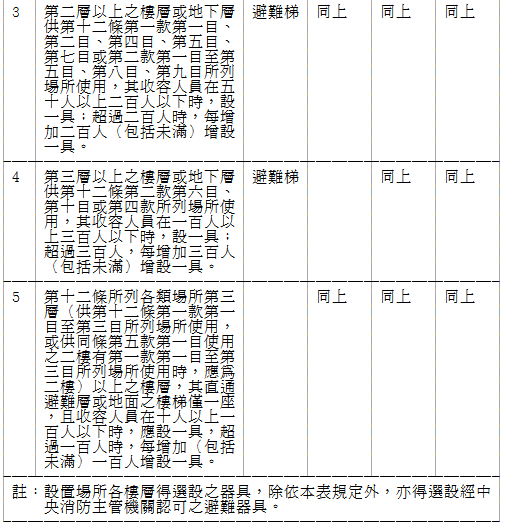 3 第二層以上之樓層或地下層 避難梯 同上 同上 同上
供第十二條第一款第一目、
第二目、第四目、第五目、
第七目或第二款第一目至第
五目、第八目、第九目所列
場所使用，其收容人員在五
十人以上二百人以下時，設
一具；超過二百人時，每增
加二百人（包括未滿）增設
一具。
4 第三層以上之樓層或地下層 避難梯 同上 同上
供第十二條第二款第六目、
第十目或第四款所列場所使
用，其收容人員在一百人以
上三百人以下時，設一具；
超過三百人，每增加三百人
（包括未滿）增設一具。
5 第十二條所列各類場所第三 同上 同上 同上
層（供第十二條第一款第一
目至第三目所列場所使用，
或供同條第五款第一目使用
之二樓有第一款第一目至第
三目所列場所使用時，應為
二樓）以上之樓層，其直通
避難層或地面之樓梯僅一座
，且收容人員在十人以上一
百人以下時，應設一具，超
過一百人時，每增加（包括
未滿）一百人增設一具。
註：設置場所各樓層得選設之器具，除依本表規定外，亦得選設經中
央消防主管機關認可之避難器具。